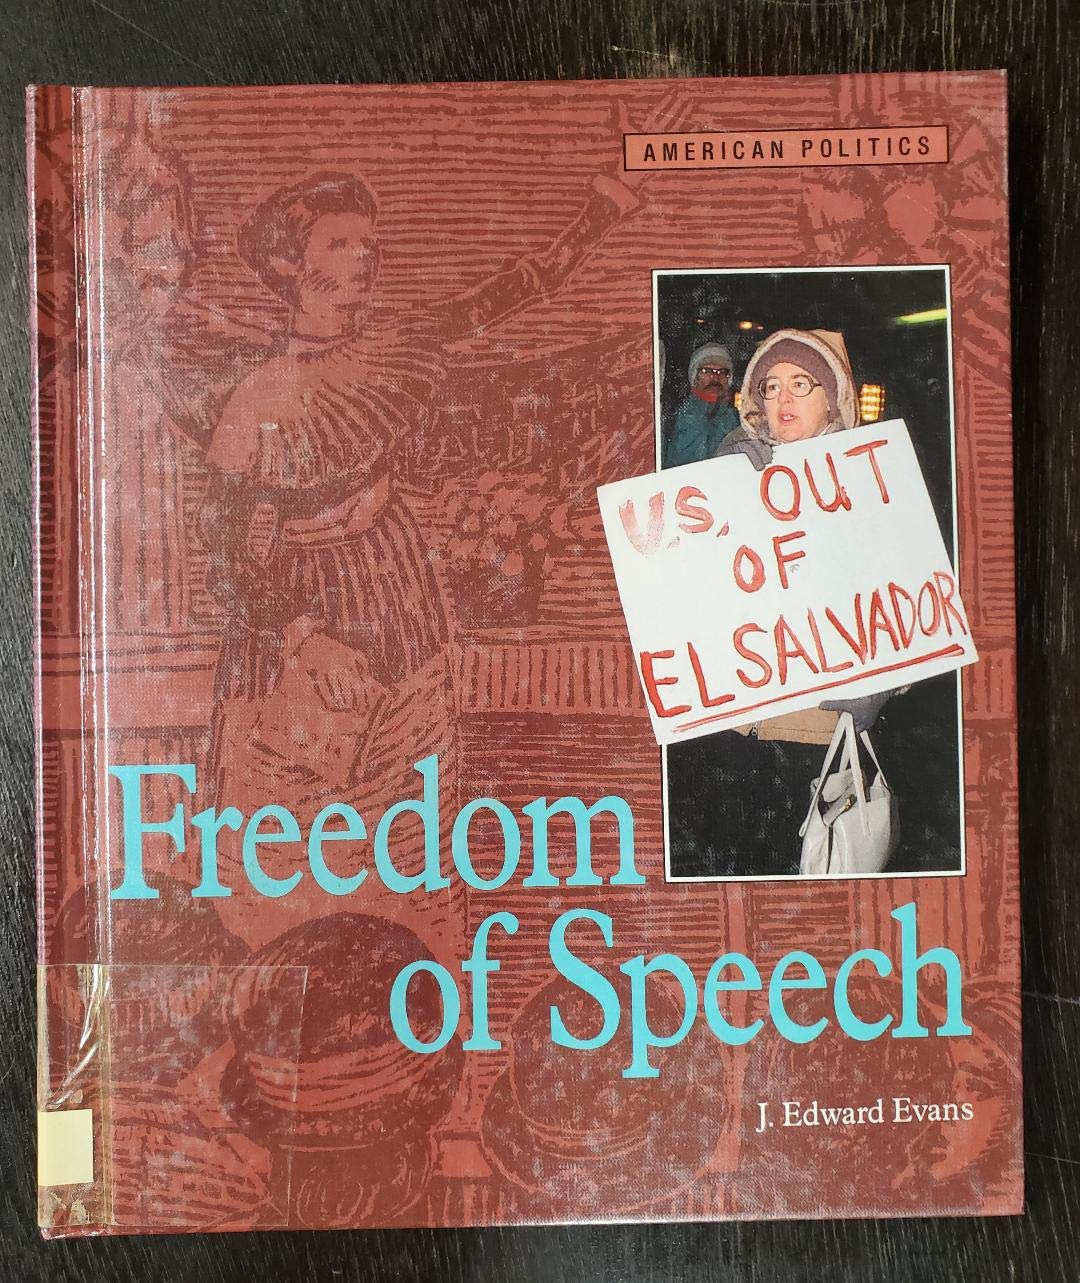 AMERICAN POLITICS
U.S. OUT
OF
EL SALVADOR
Freedom
of Speech
J. Edward Evans